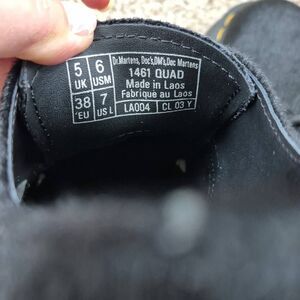 5 UK 6 USM
38 EU 7 US L
Dr.Martens, Doc's, DM's, Doc Martens
1461 QUAD
Made in Laos
Fabriqué au Laos
LA004 CL 03 Y